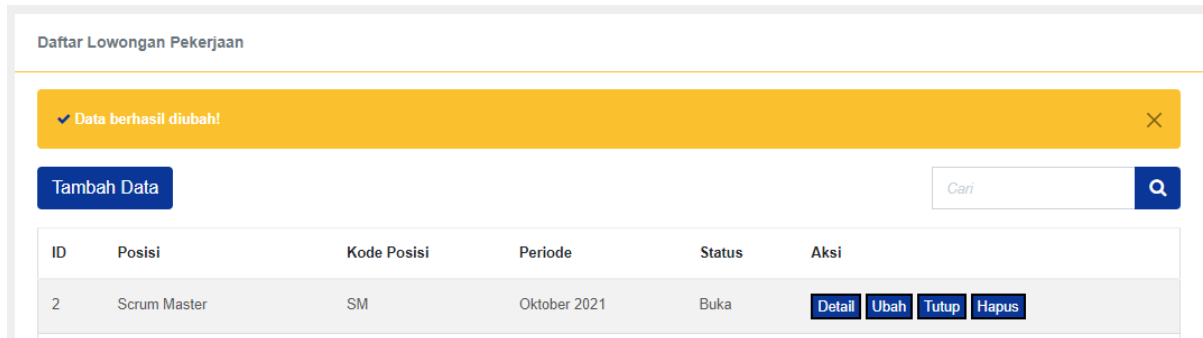 Daftar Lowongan Pekerjaan
Data berhasil diubah!
Tambah Data
Cari
ID Posisi Kode Posisi Periode Status Aksi
2 Scrum Master SM Oktober 2021 Buka Detail Ubah Tutup Hapus